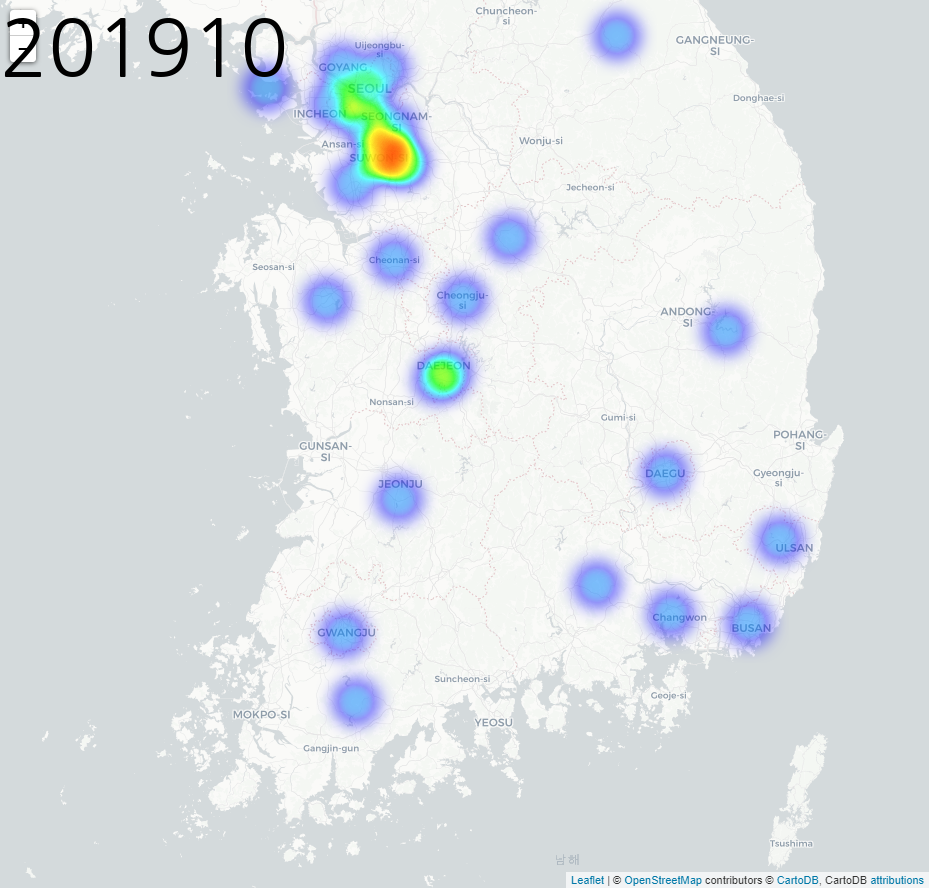 201910
+
−
Chuncheon-
si
GANGNEUNG-
SI
Uijeongbu-
si
GOYANG
SEOUL
Donghae-si
INCHEON
SEONGNAM-
SI
Ansan-si
Wonju-si
SUWON
Jecheon-si
Cheonan-si
Seosan-si
Cheongju-
si
ANDONG-
SI
DAEJEON
Nonsan-si
Gumi-si
POHANG-
SI
GUNSAN-
SI
DAEGU
Gyeongju-
si
JEONJU
ULSAN
Changwon
BUSAN
GWANGJU
Suncheon-si
Geoje-si
MOKPO-SI
YEOSU
Gangjin-gun
Tsushima
남해
Leaflet | © OpenStreetMap contributors © CartoDB, CartoDB attributions